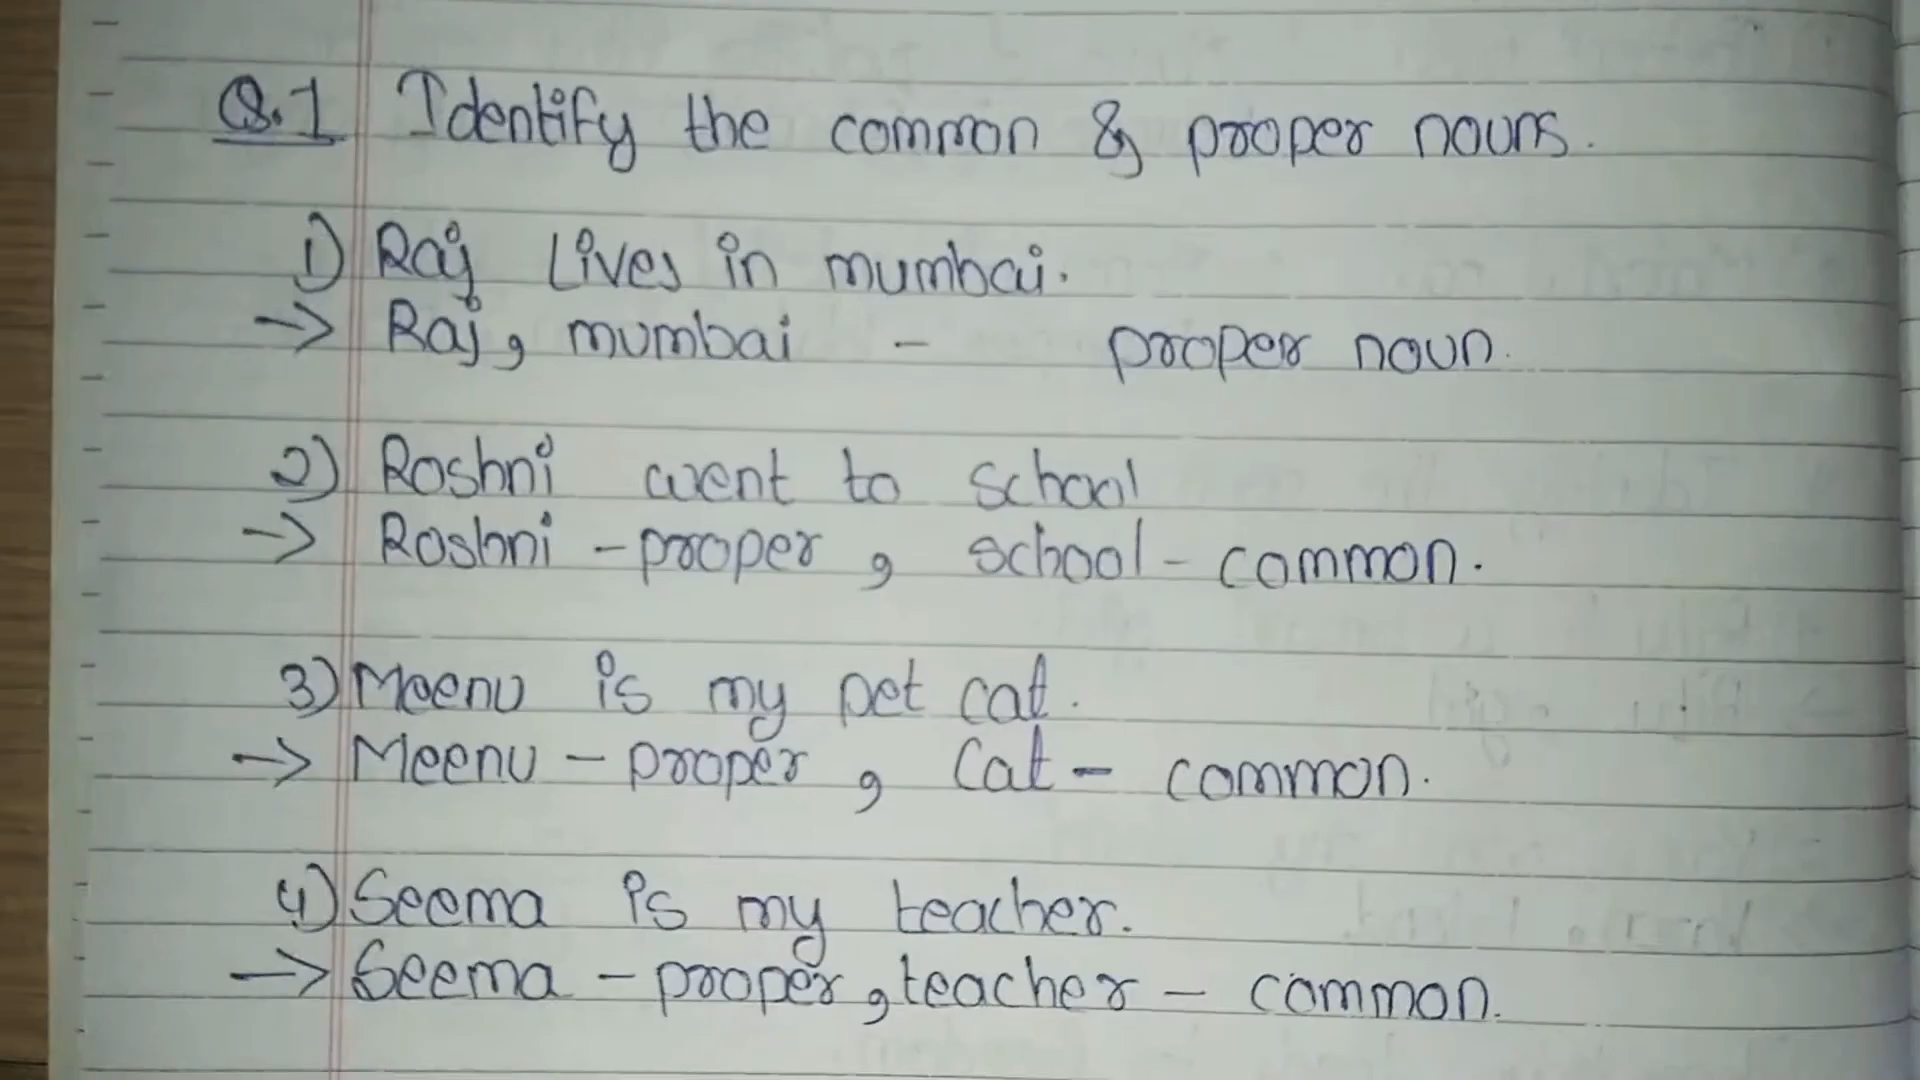 Q.1 Identify the common & proper nouns.
1) Raj Lives in mumbai.
→ Raj, mumbai - proper noun.
2) Roshni went to school
→ Roshni - proper, school - common.
3) Meenu is my pet cat.
→ Meenu - proper, Cat - common.
4) Seema is my teacher.
→ Seema - proper, teacher - common.